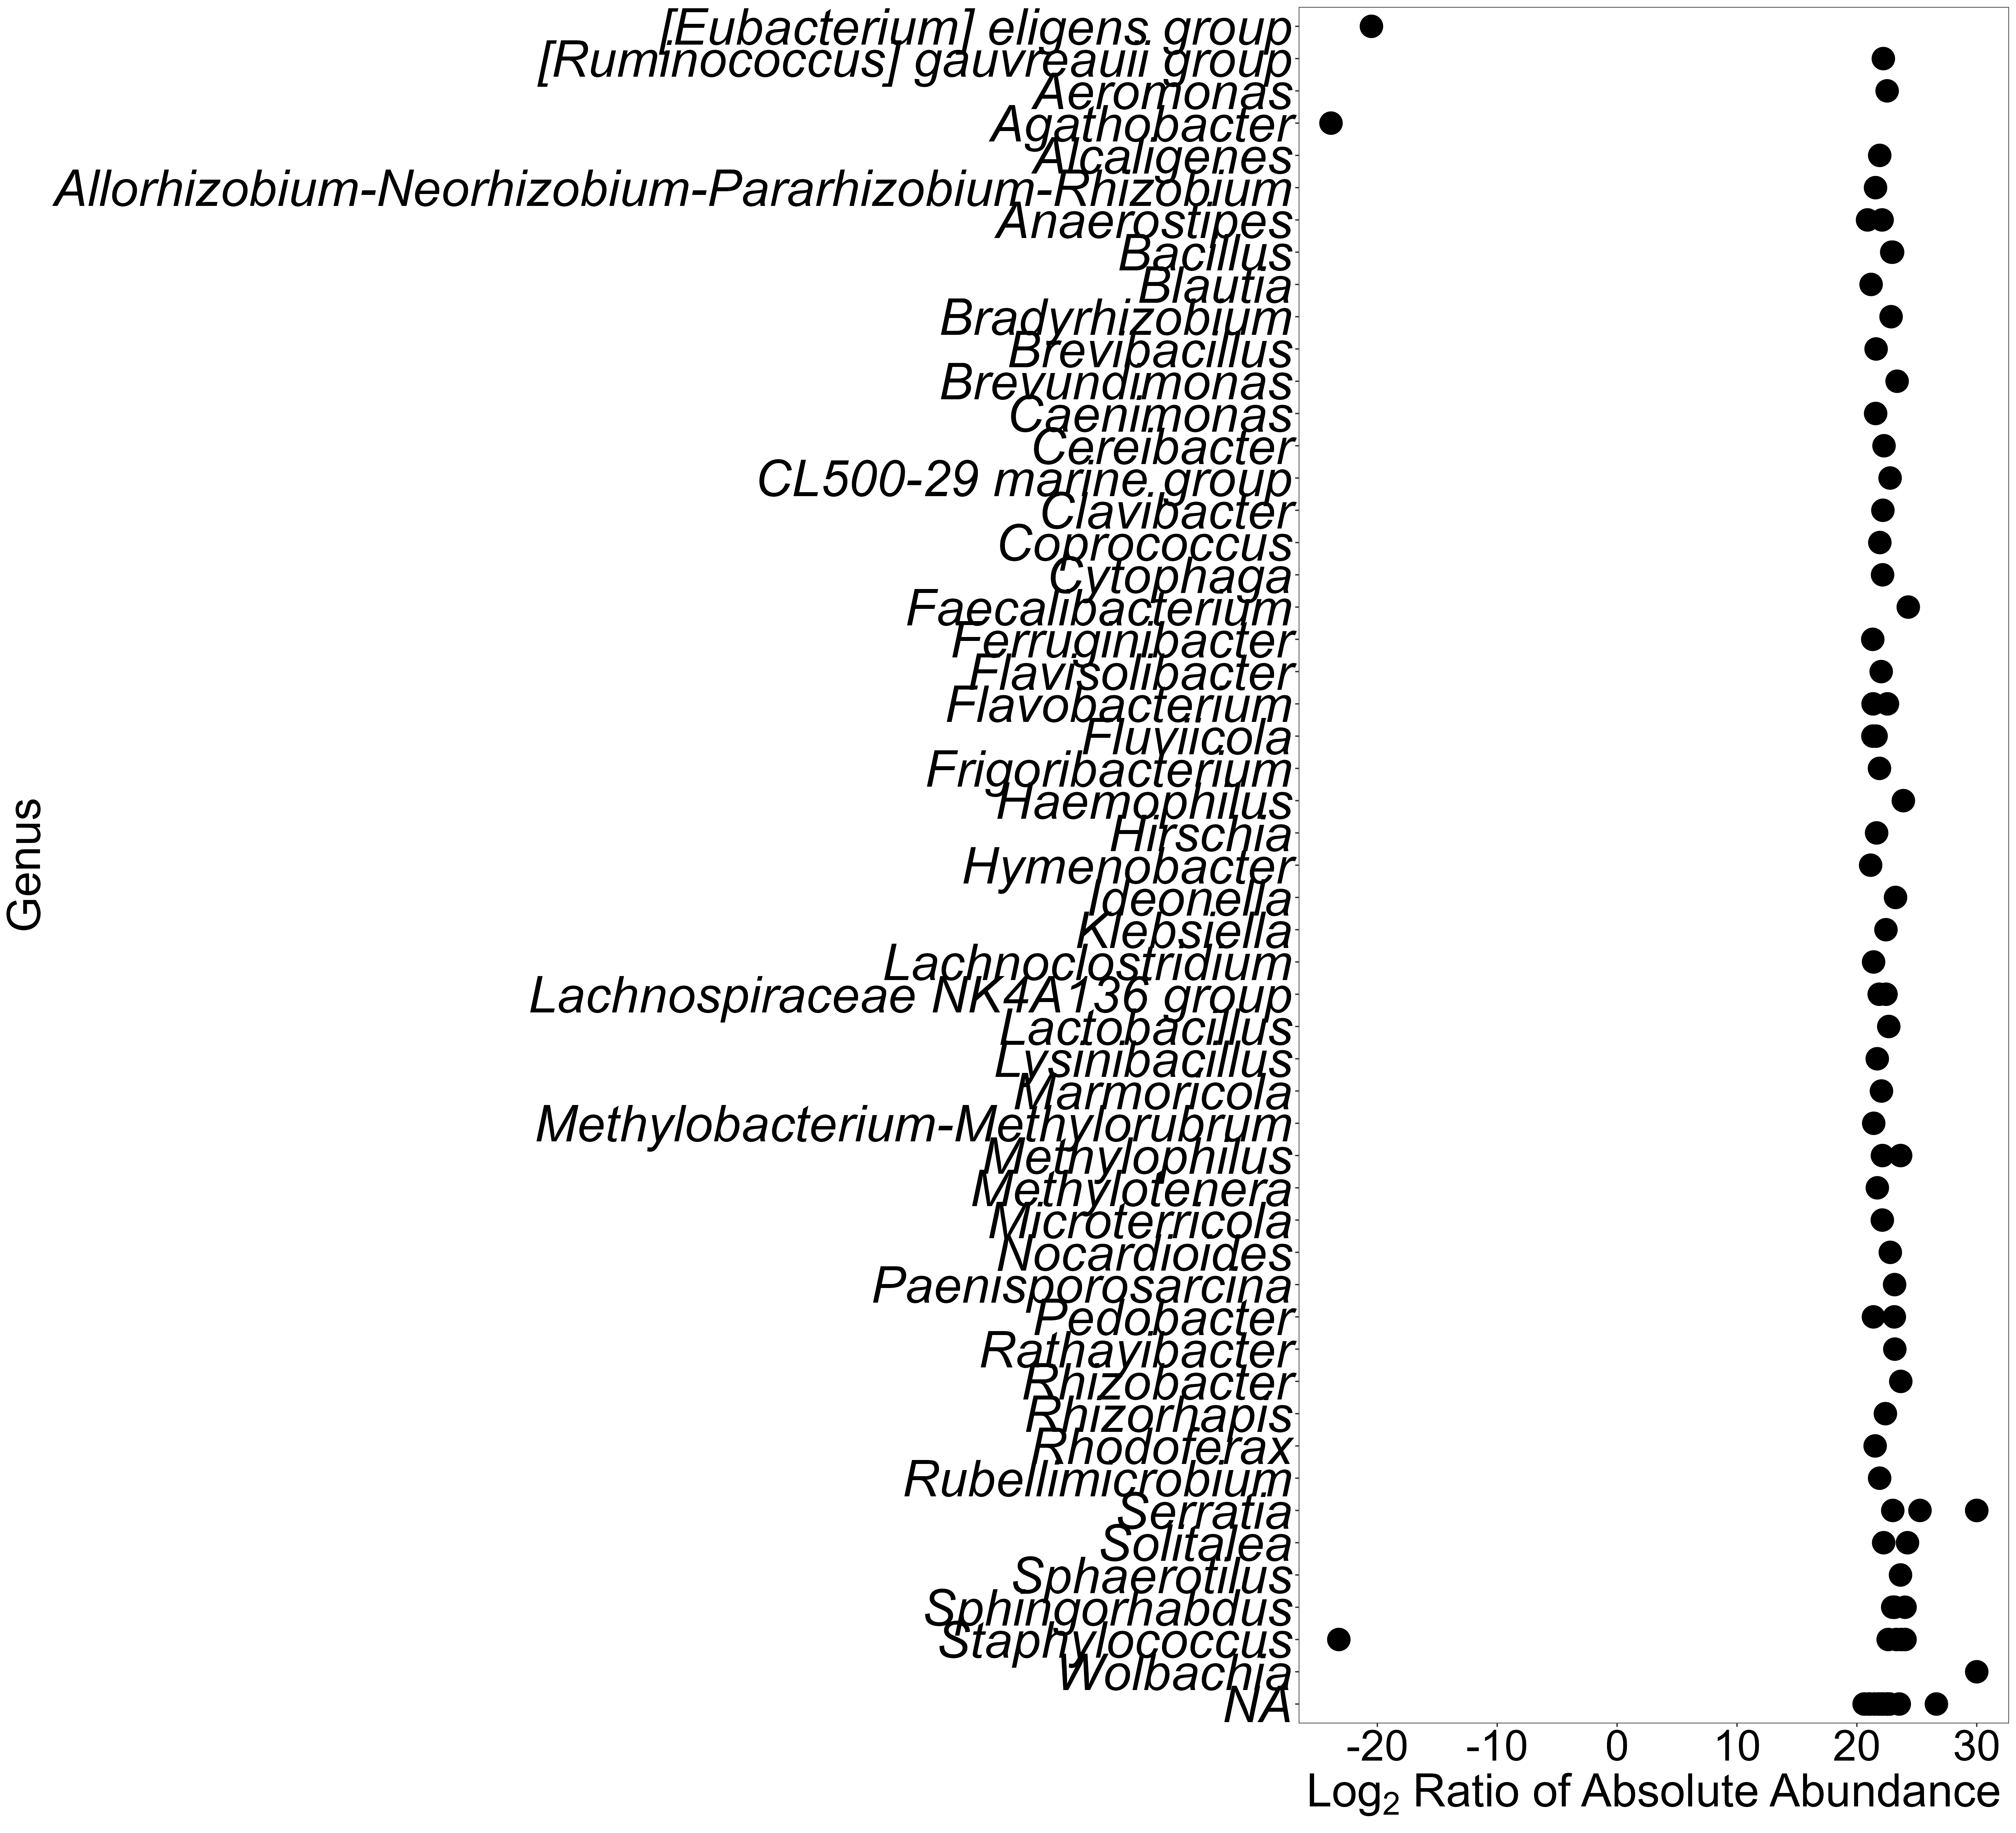 [Eubacterium] eligens group
[Ruminococcus] gauvreauii group
Aeromonas
Agathobacter
Alcaligenes
Allorhizobium-Neorhizobium-Pararhizobium-Rhizobium
Anaerostipes
Bacillus
Blautia
Bradyrhizobium
Brevibacillus
Brevundimonas
Caenimonas
Cereibacter
CL500-29 marine group
Clavibacter
Coprococcus
Cytophaga
Faecalibacterium
Ferruginibacter
Flavisolibacter
Flavobacterium
Fluviicola
Frigoribacterium
Haemophilus
Hirschia
Hymenobacter
Ideonella
Klebsiella
Lachnoclostridium
Lachnospiraceae NK4A136 group
Lactobacillus
Lysinibacillus
Marmoricola
Methylobacterium-Methylorubrum
Methylophilus
Methylotenera
Microterricola
Nocardioides
Paenisporosarcina
Pedobacter
Rathayibacter
Rhizobacter
Rhizorhapis
Rhodoferax
Rubellimicrobium
Serratia
Solitalea
Sphaerotilus
Sphingorhabdus
Staphylococcus
Wolbachia
NA
Genus
-20 -10 0 10 20 30
Log2 Ratio of Absolute Abundance